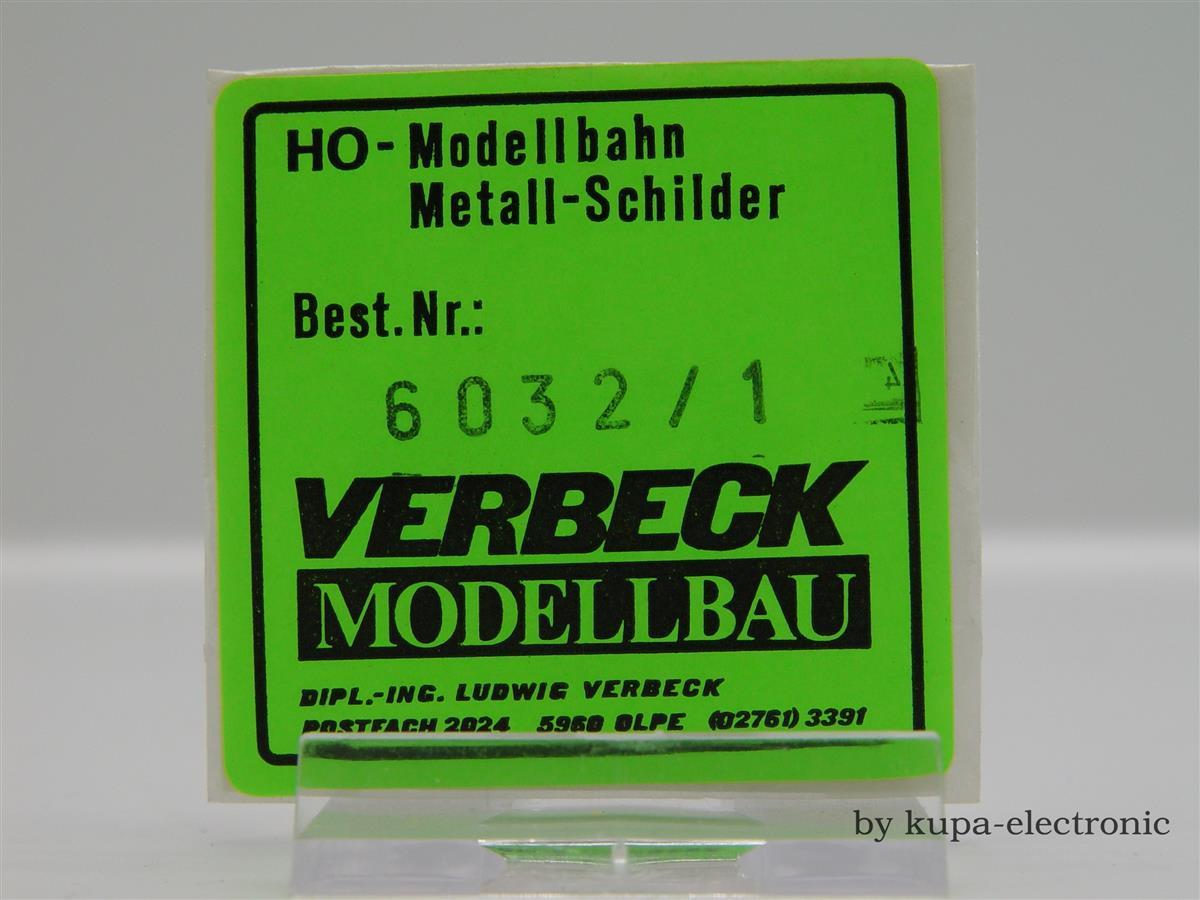 HO-Modellbahn
Metall-Schilder
Best.Nr.:
6032/1
VERBECK
MODELLBAU
DIPL.-ING. LUDWIG VERBECK
POSTFACH 2024 5960 OLPE (02761) 3391
by kupa-electronic